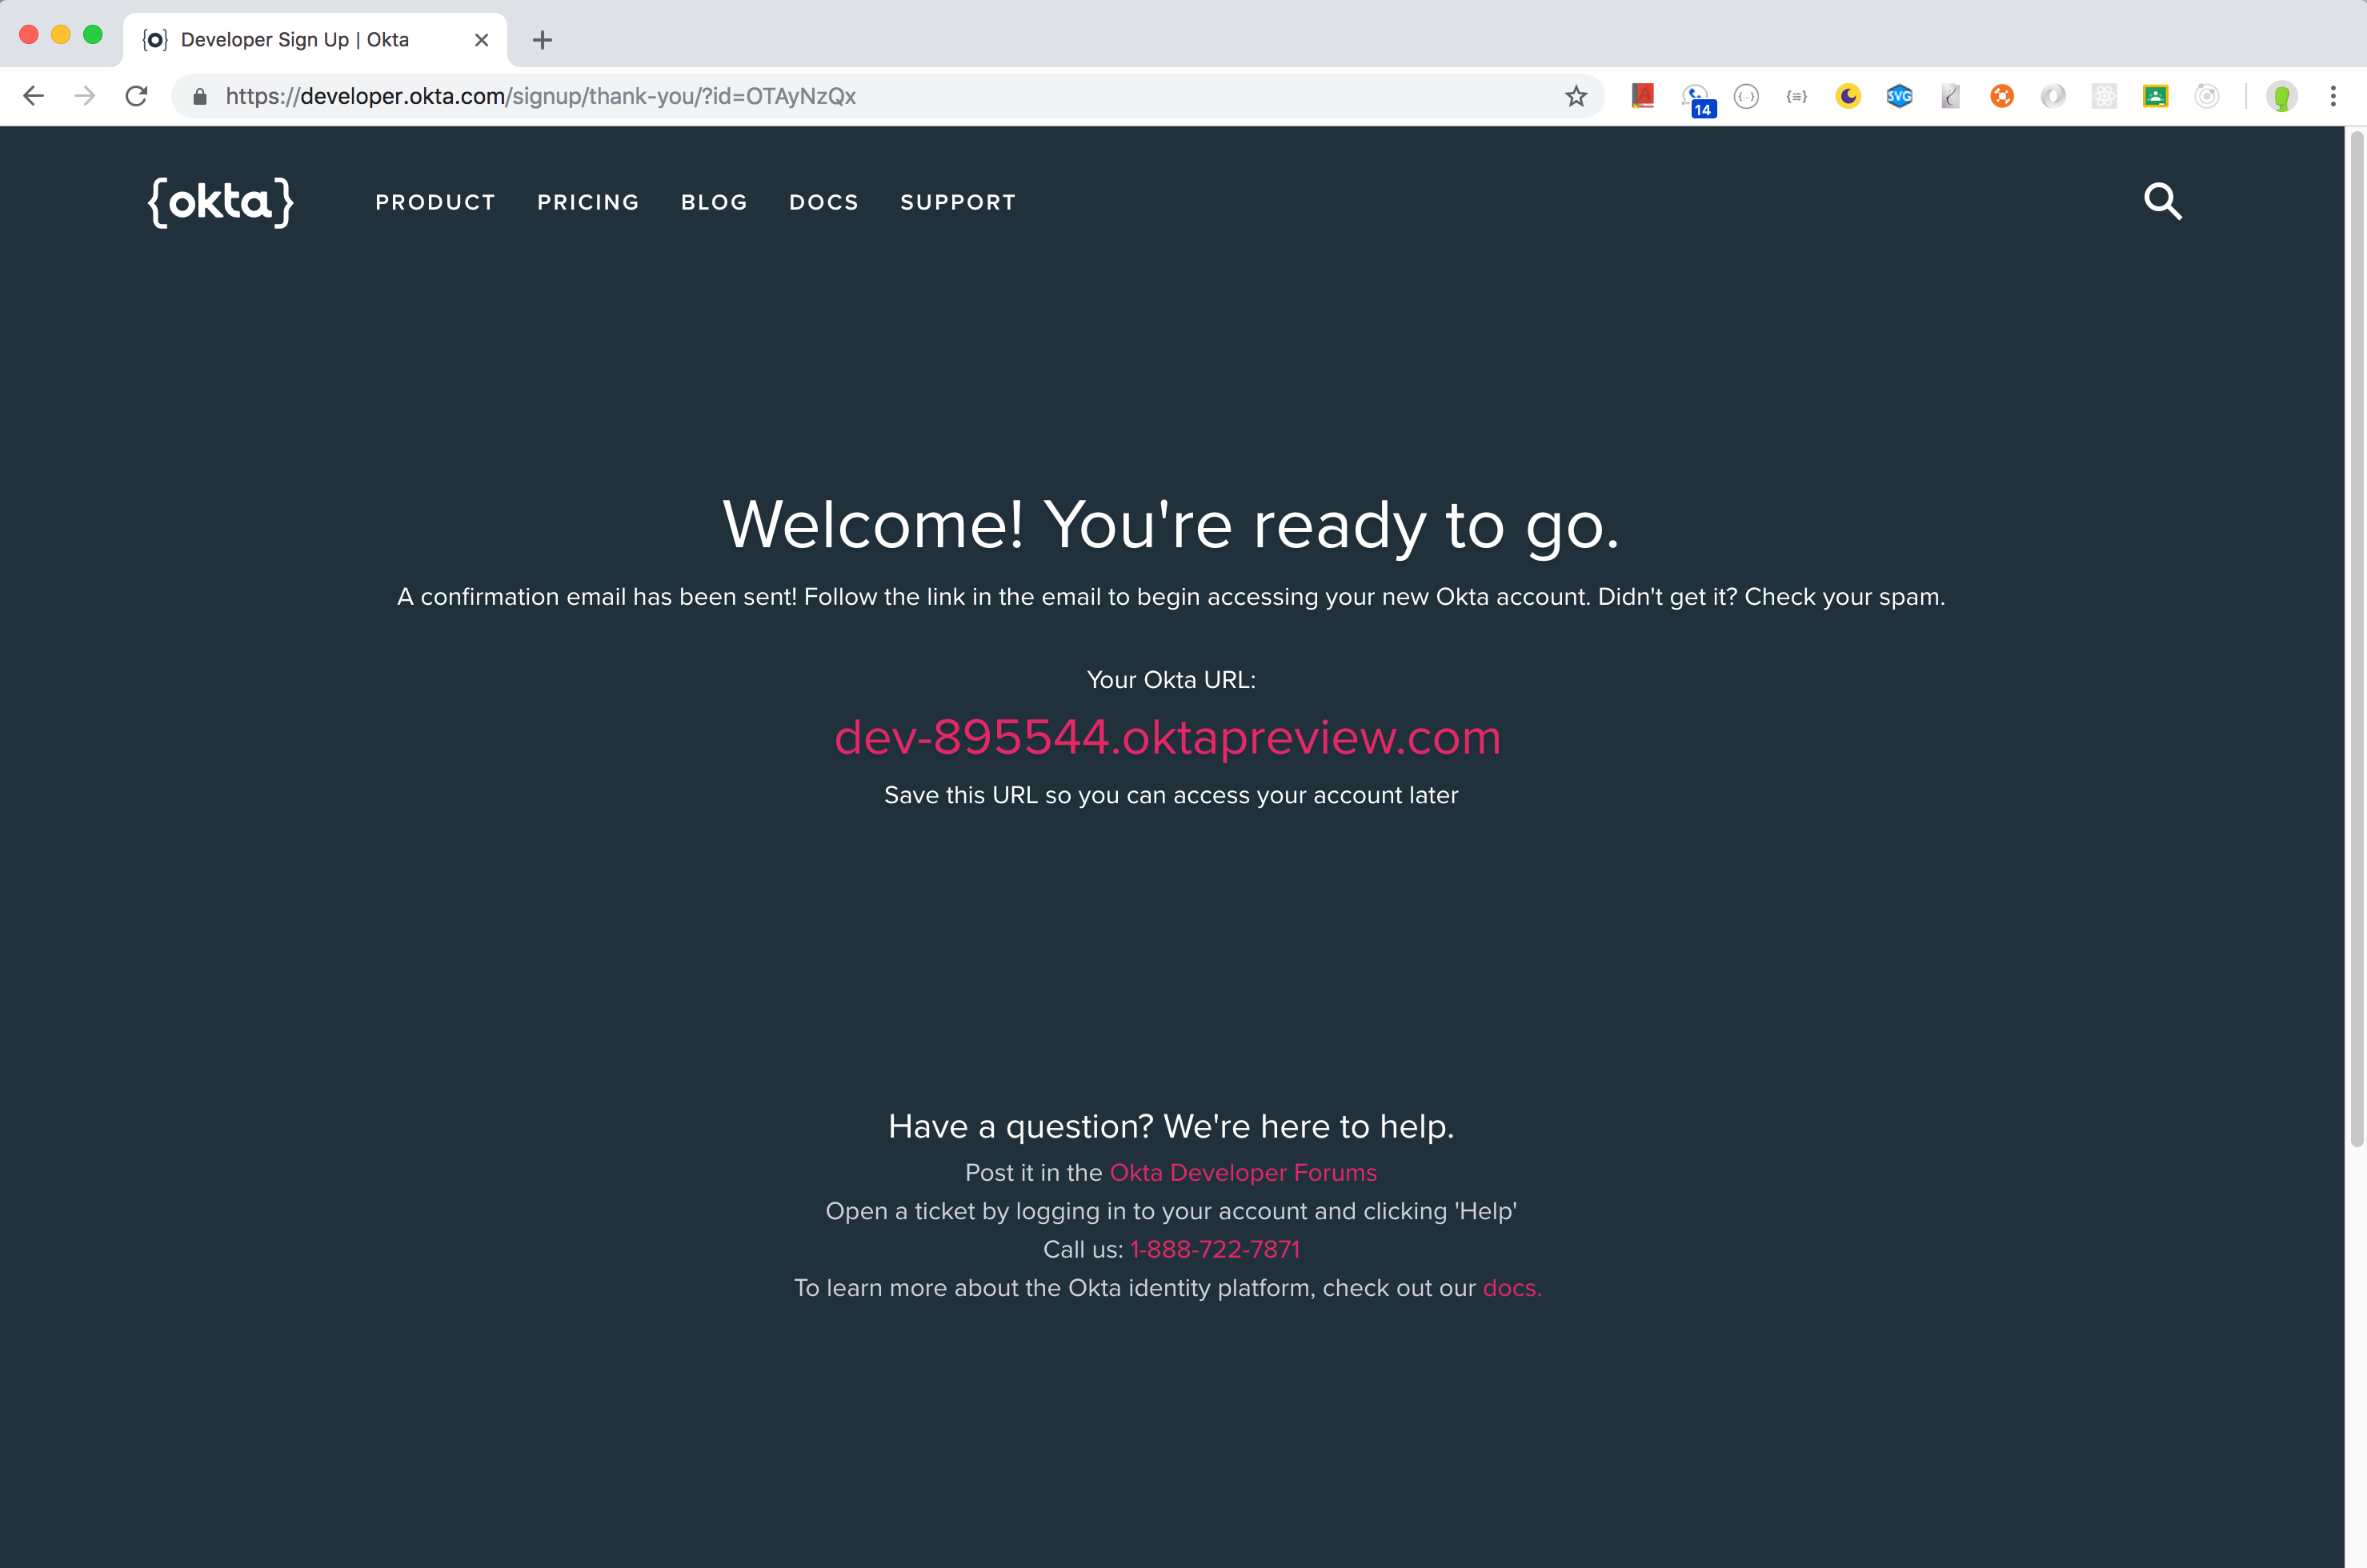 Developer Sign Up | Okta
https://developer.okta.com/signup/thank-you/?id=OTAyNzQx
14
SVG
{okta}
PRODUCT PRICING BLOG DOCS SUPPORT
Welcome! You're ready to go.
A confirmation email has been sent! Follow the link in the email to begin accessing your new Okta account. Didn't get it? Check your spam.
Your Okta URL:
dev-895544.oktapreview.com
Save this URL so you can access your account later
Have a question? We're here to help.
Post it in the Okta Developer Forums
Open a ticket by logging in to your account and clicking 'Help'
Call us: 1-888-722-7871
To learn more about the Okta identity platform, check out our docs.